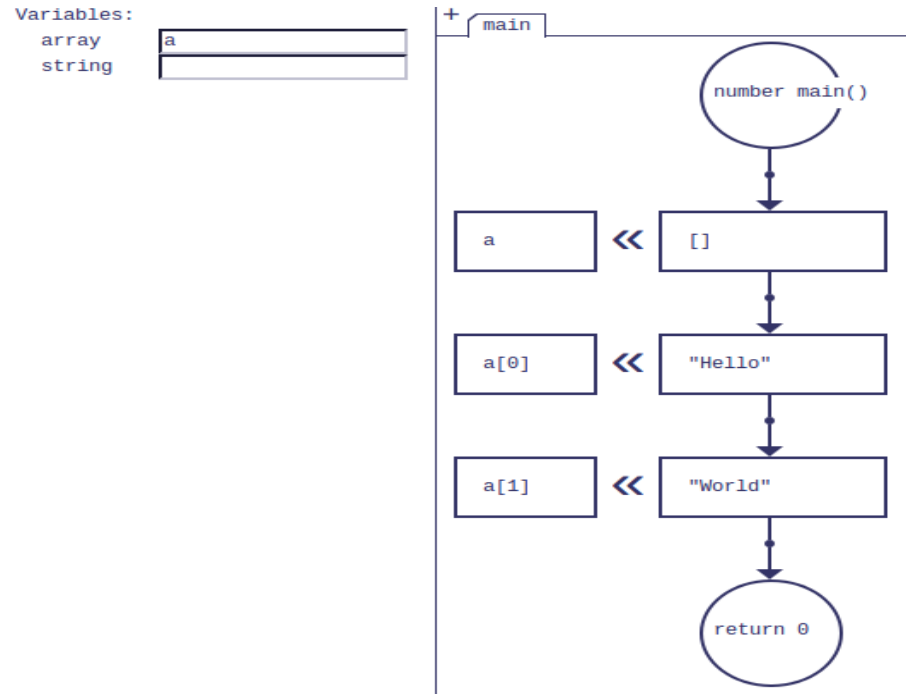 Variables:
array a
string
+ main
number main()
a << []
a[0] << "Hello"
a[1] << "World"
return 0